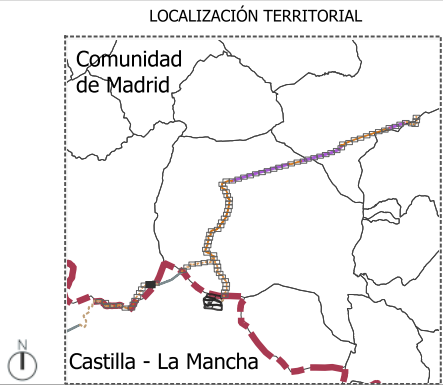 LOCALIZACIÓN TERRITORIAL
Comunidad
de Madrid
Castilla - La Mancha
N